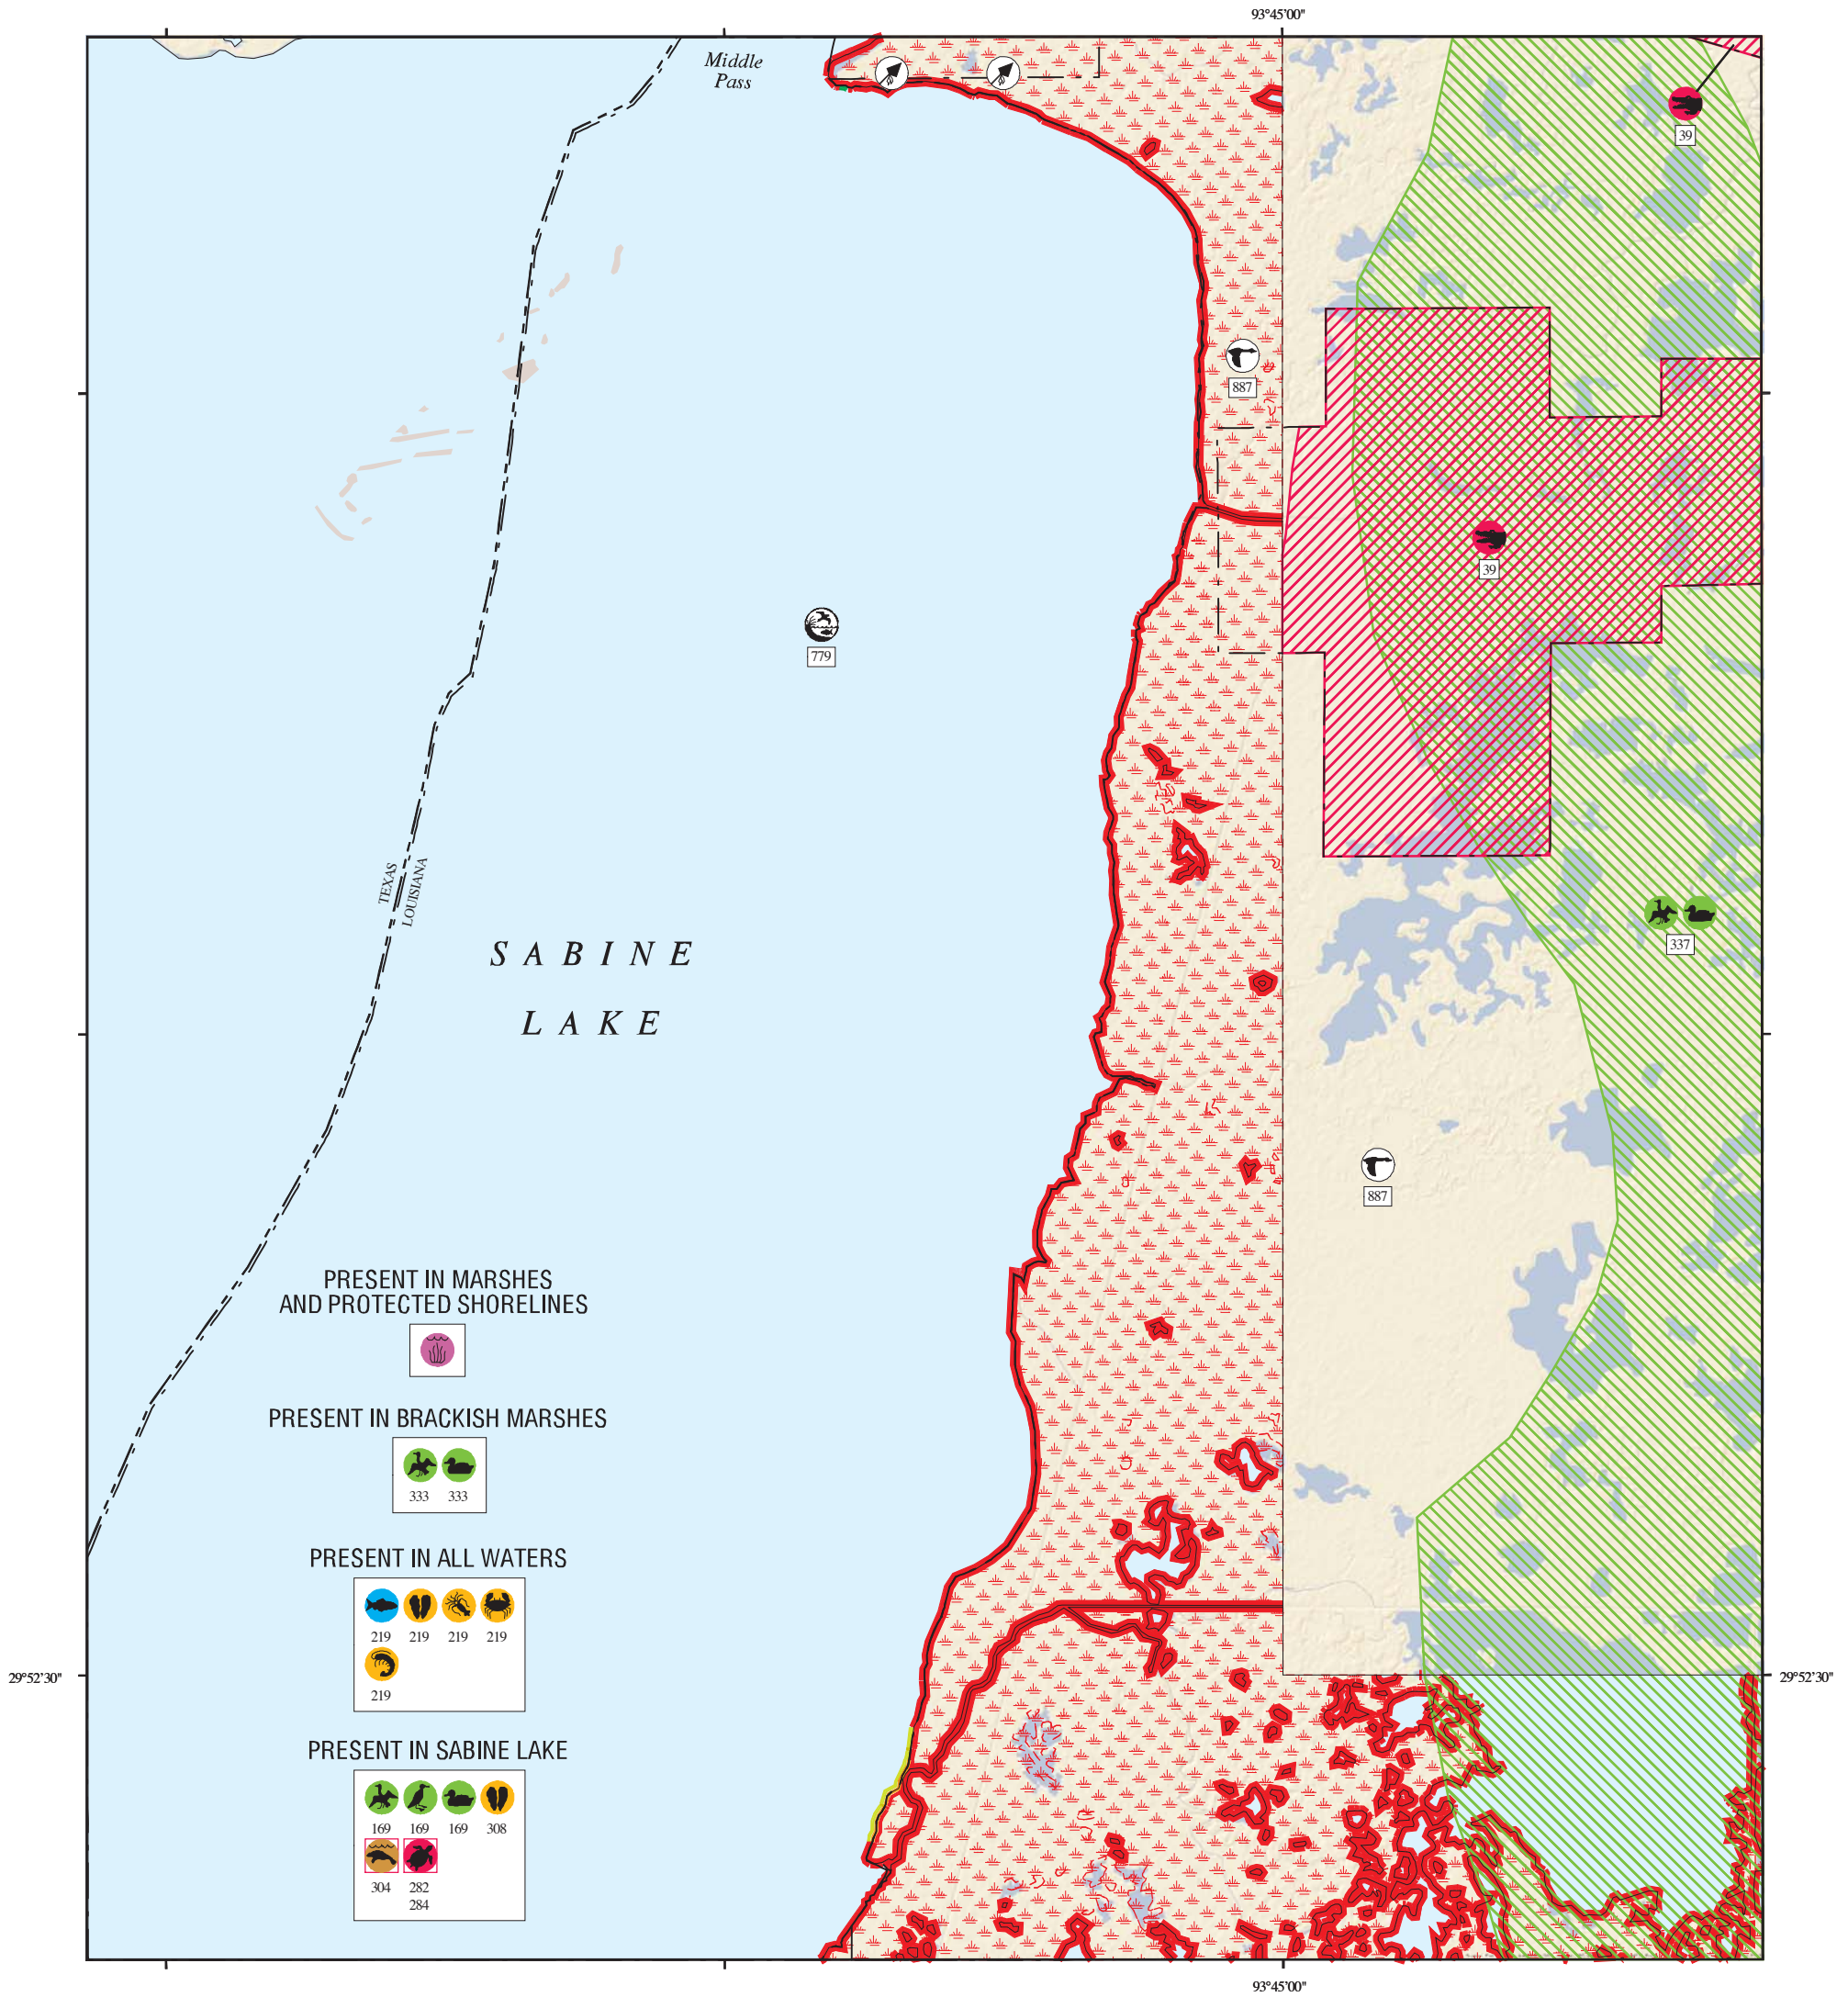 93°45'00"
Middle
Pass
39
887
39
779
TEXAS
LOUISIANA
337
S A B I N E
L A K E
887
PRESENT IN MARSHES
AND PROTECTED SHORELINES
PRESENT IN BRACKISH MARSHES
333 333
PRESENT IN ALL WATERS
219 219 219 219
219
29°52'30"
29°52'30"
PRESENT IN SABINE LAKE
169 169 169 308
304 282
284
93°45'00"